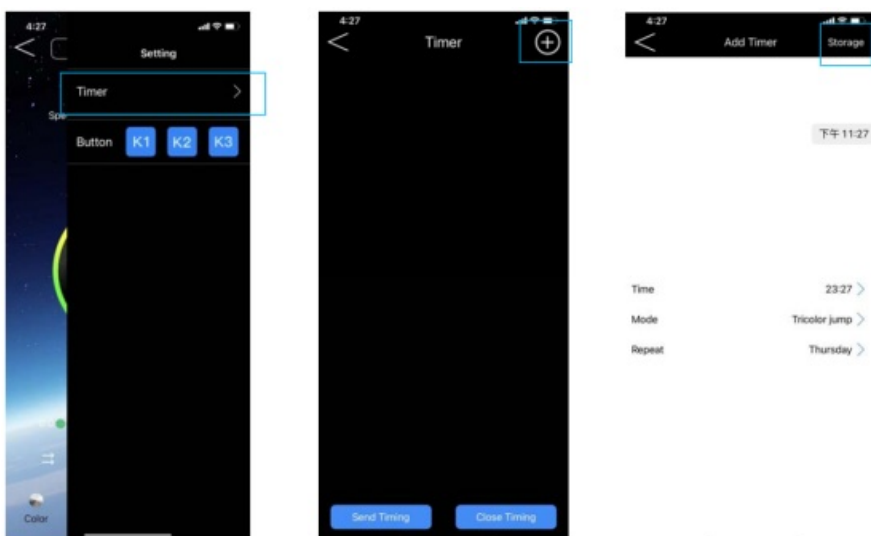 4:27
Setting
Timer
Button K1 K2 K3
Color
4:27
Timer
Send Timing Close Timing
4:27
Add Timer Storage
下午 11:27
Time 23:27
Mode Tricolor jump
Repeat Thursday